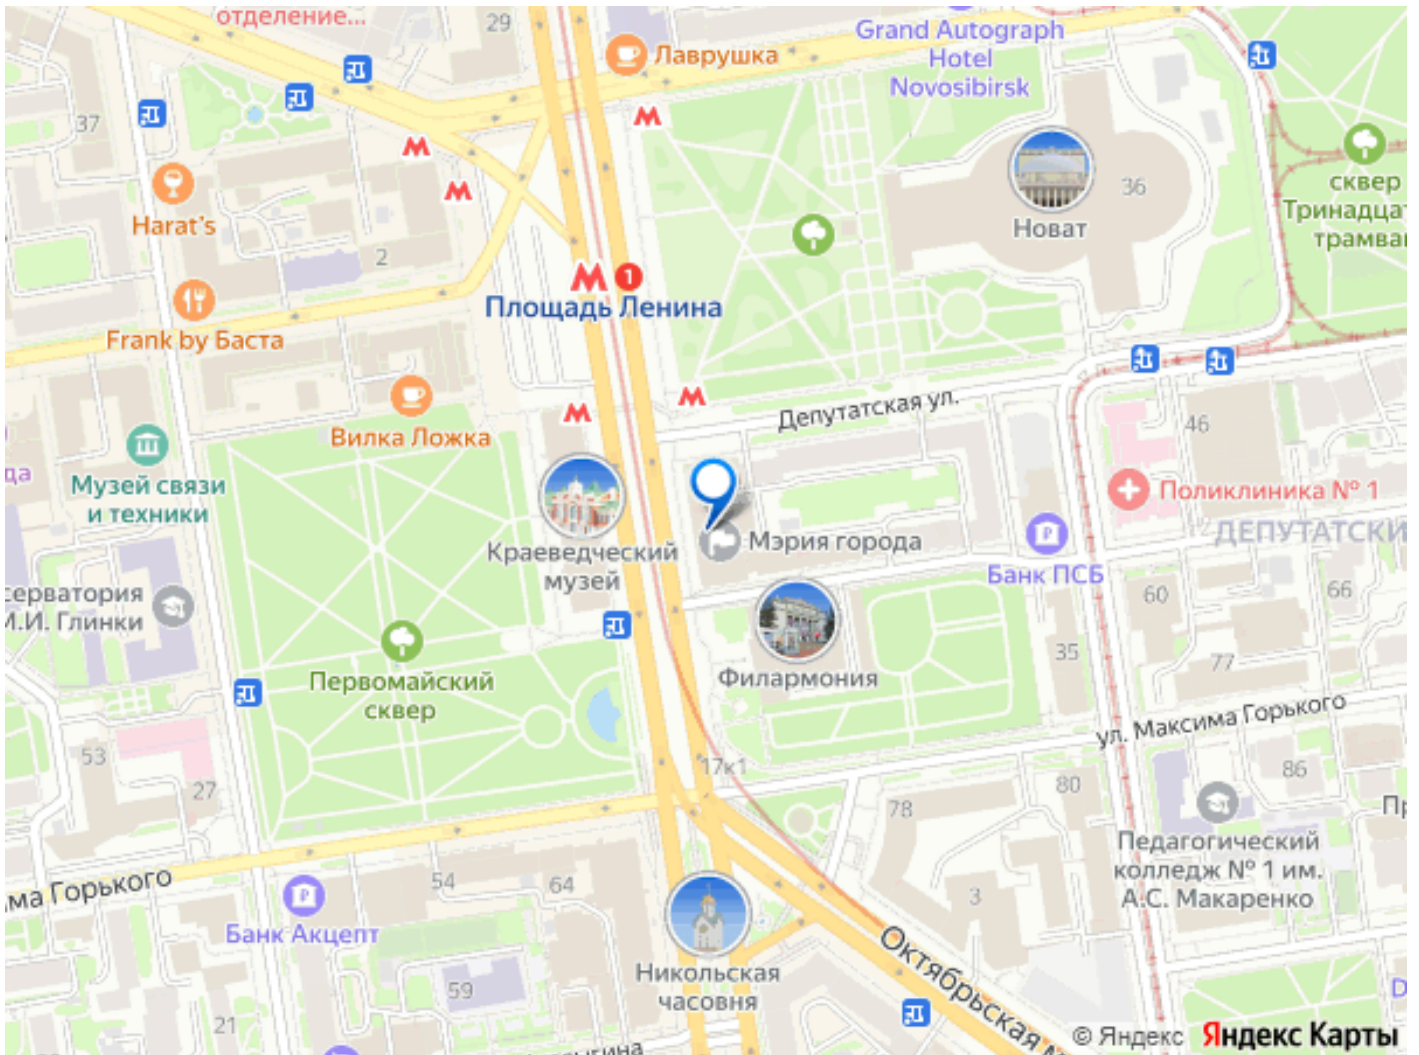 отделение...
29
Лаврушка
Grand Autograph
Hotel
Novosibirsk
37
M
M
M
36
Новат
сквер
Тринадцат
трамва
Harat's
2
M 1
Площадь Ленина
Frank by Баста
Вилка Ложка
M
M
Депутатская ул.
46
Музей связи
и техники
да
Поликлиника № 1
ДЕПУТАТСКИ
Мэрия города
Краеведческий
музей
Банк ПСБ
серватория
М.И. Глинки
60
66
35
77
Филармония
Первомайский
сквер
ул. Максима Горького
53
27
17к1
86
80
78
Пр
Педагогический
колледж № 1 им.
А.С. Макаренко
има Горького
54
64
3
Банк Акцепт
Октябрьская м
Никольская
часовня
59
21
D
© Яндекс Яндекс Карты